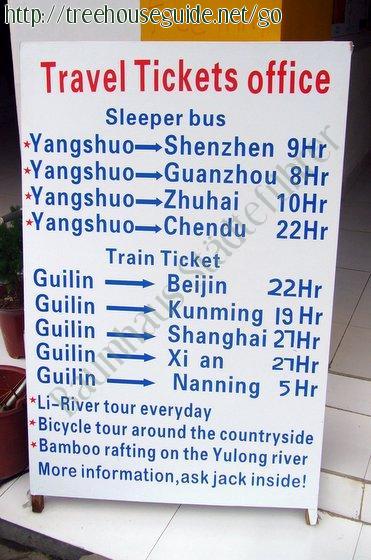 http://treehouseguide.net/go
Travel Tickets office
Sleeper bus
*Yangshuo→Shenzhen 9Hr
*Yangshuo→Guanzhou 8Hr
*Yangshuo→Zhuhai 10Hr
*Yangshuo→Chendu 22Hr
Train Ticket
Guilin → Beijin 22Hr
Guilin → Kunming 19Hr
Guilin → Shanghai 27Hr
Guilin → Xi an 27Hr
Guilin → Nanning 5Hr
*Li-River tour everyday
*Bicycle tour around the countryside
*Bamboo rafting on the Yulong river
More information,ask jack inside!